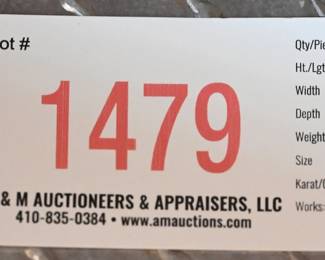 ot #
1479
& M AUCTIONEERS & APPRAISERS, LLC
410-835-0384 • www.amauctions.com
Qty/Pie
Ht./Lgt
Width
Depth
Weight
Size
Karat/
Works: